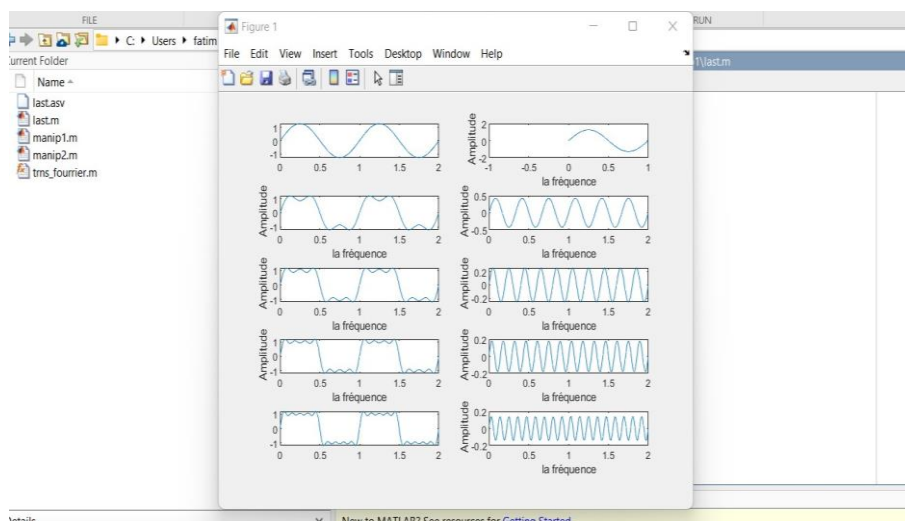 FILE
RUN
Figure 1
C: Users fatim
File Edit View Insert Tools Desktop Window Help
Current Folder
1\last.m
Name
last.asv
last.m
manip1.m
manip2.m
trns_fourrier.m
1
0
-1
0 0.5 1 1.5 2
Amplitude
2
0
-2
-1 -0.5 0 0.5 1
la fréquence
Amplitude
1
0
-1
0 0.5 1 1.5 2
la fréquence
Amplitude
0.5
0
-0.5
0 0.5 1 1.5 2
la fréquence
Amplitude
1
0
-1
0 0.5 1 1.5 2
la fréquence
Amplitude
0.2
0
-0.2
0 0.5 1 1.5 2
la fréquence
Amplitude
1
0
-1
0 0.5 1 1.5 2
la fréquence
Amplitude
0.2
0
-0.2
0 0.5 1 1.5 2
la fréquence
Amplitude
1
0
-1
0 0.5 1 1.5 2
la fréquence
Amplitude
0.2
0
-0.2
0 0.5 1 1.5 2
la fréquence
Details
New to MATLAB? See resources for Getting Started